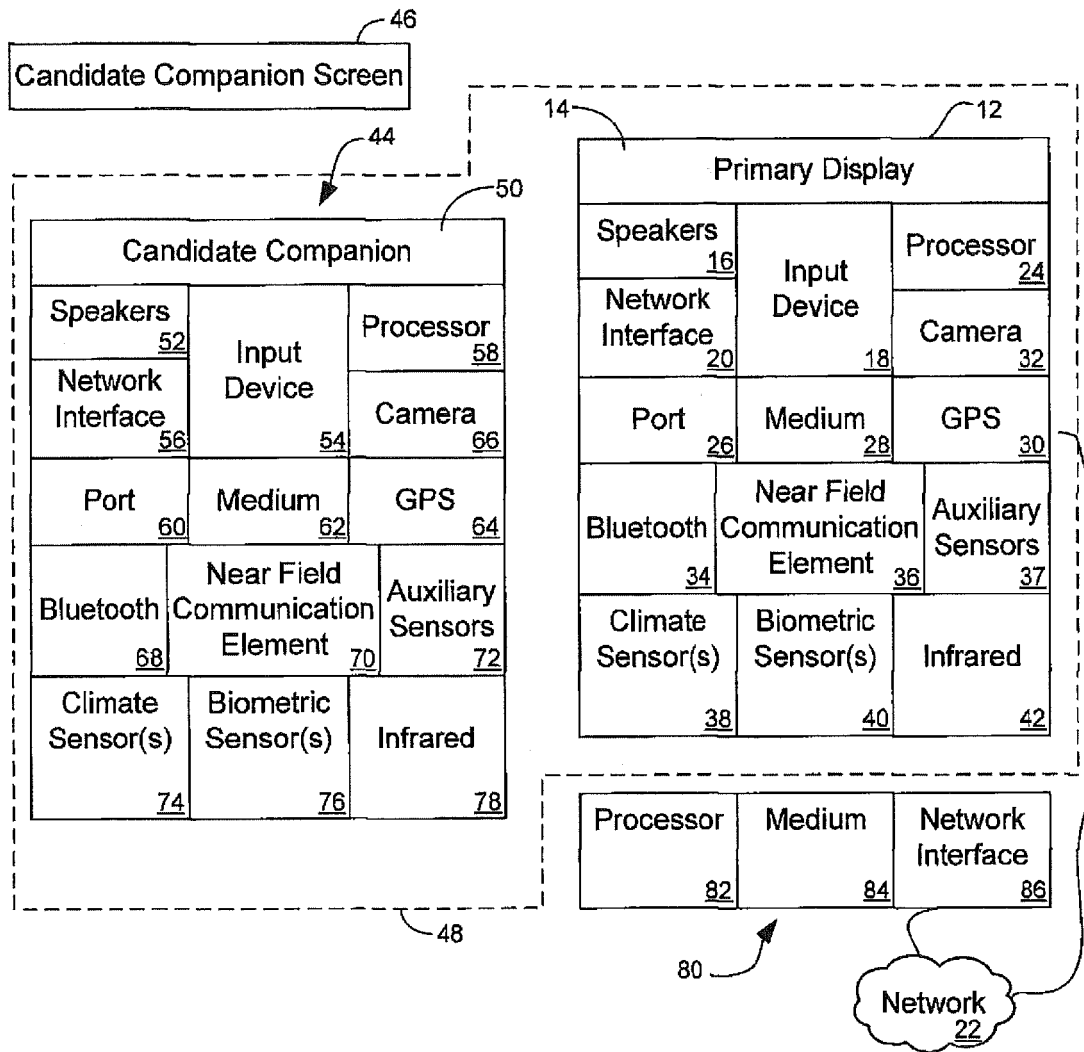 46
Candidate Companion Screen
44
50
Candidate Companion
Speakers
52
Network
Interface
56
Input
Device
54
Processor
58
Camera
66
Port
60
Medium
62
GPS
64
Bluetooth
68
Near Field
Communication
Element
70
Auxiliary
Sensors
72
Climate
Sensor(s)
74
Biometric
Sensor(s)
76
Infrared
78
48
14
12
Primary Display
Speakers
16
Network
Interface
20
Input
Device
18
Processor
24
Camera
32
Port
26
Medium
28
GPS
30
Bluetooth
34
Near Field
Communication
Element
36
Auxiliary
Sensors
37
Climate
Sensor(s)
38
Biometric
Sensor(s)
40
Infrared
42
Processor
82
Medium
84
Network
Interface
86
80
Network
22